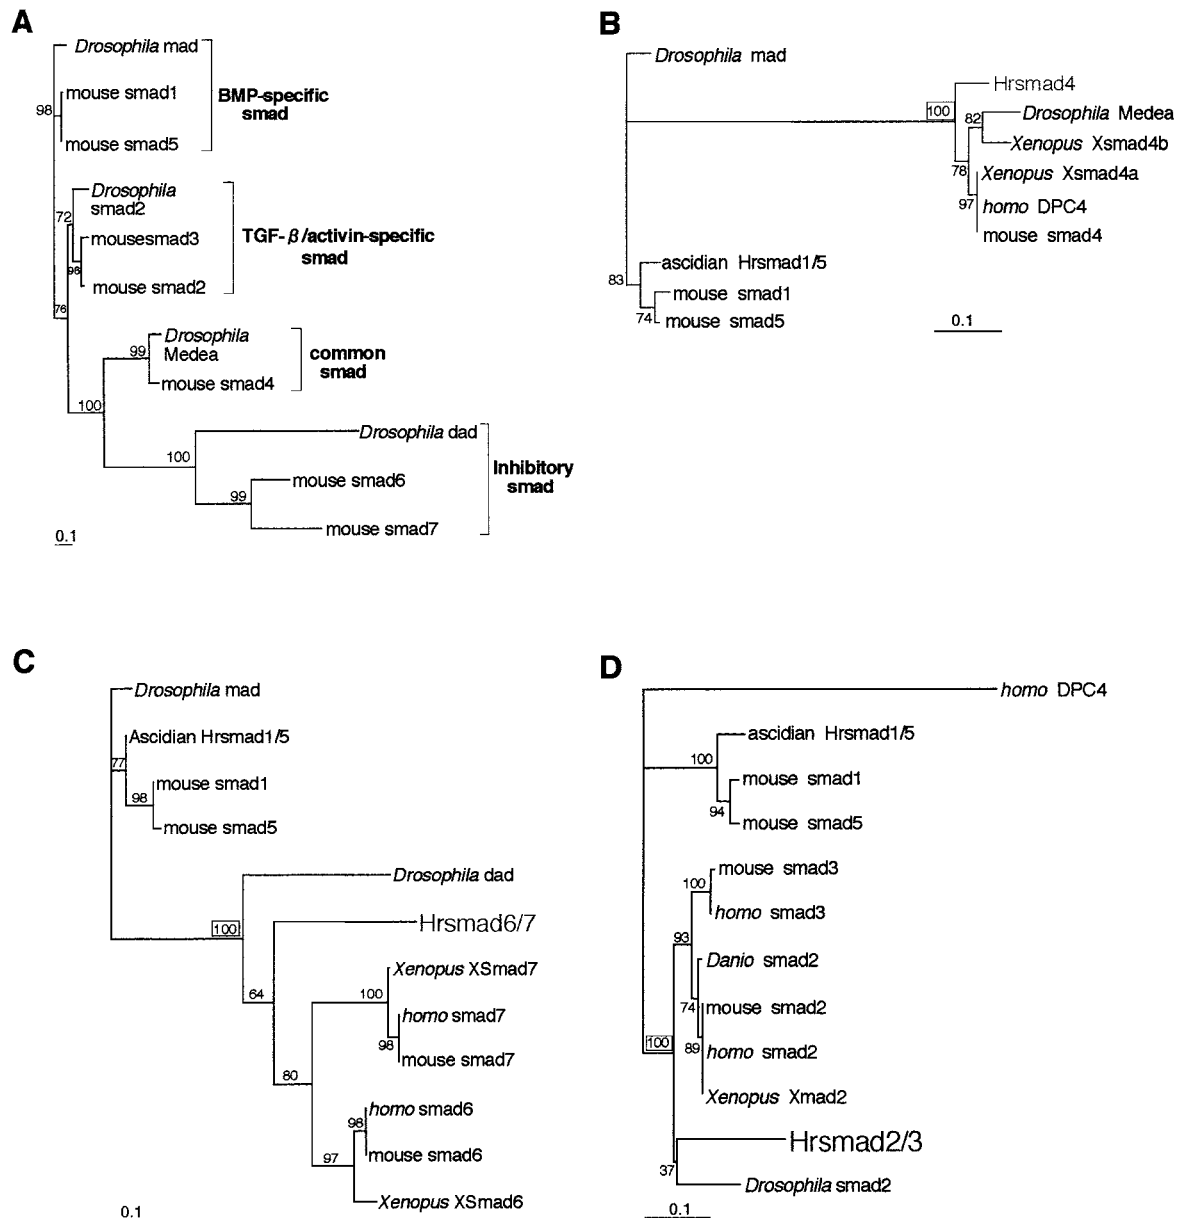 A
Drosophila mad
mouse smad1
BMP-specific
smad
98
mouse smad5
Drosophila
smad2
72
mousesmad3
TGF-β/activin-specific
smad
98
mouse smad2
76
Drosophila
Medea
99
common
smad
mouse smad4
100
Drosophila dad
100
Inhibitory
smad
mouse smad6
99
mouse smad7
0.1
B
Drosophila mad
Hrsmad4
100
Drosophila Medea
82
Xenopus Xsmad4b
78
Xenopus Xsmad4a
97
homo DPC4
mouse smad4
ascidian Hrsmad1/5
83
mouse smad1
74
mouse smad5
0.1
C
Drosophila mad
Ascidian Hrsmad1/5
77
mouse smad1
98
mouse smad5
Drosophila dad
Hrsmad6/7
100
Xenopus XSmad7
64
100
homo smad7
98
mouse smad7
80
homo smad6
98
mouse smad6
97
Xenopus XSmad6
0.1
D
homo DPC4
ascidian Hrsmad1/5
100
mouse smad1
94
mouse smad5
mouse smad3
100
homo smad3
93
Danio smad2
74
mouse smad2
100
89
homo smad2
Xenopus Xmad2
Hrsmad2/3
37
Drosophila smad2
0.1